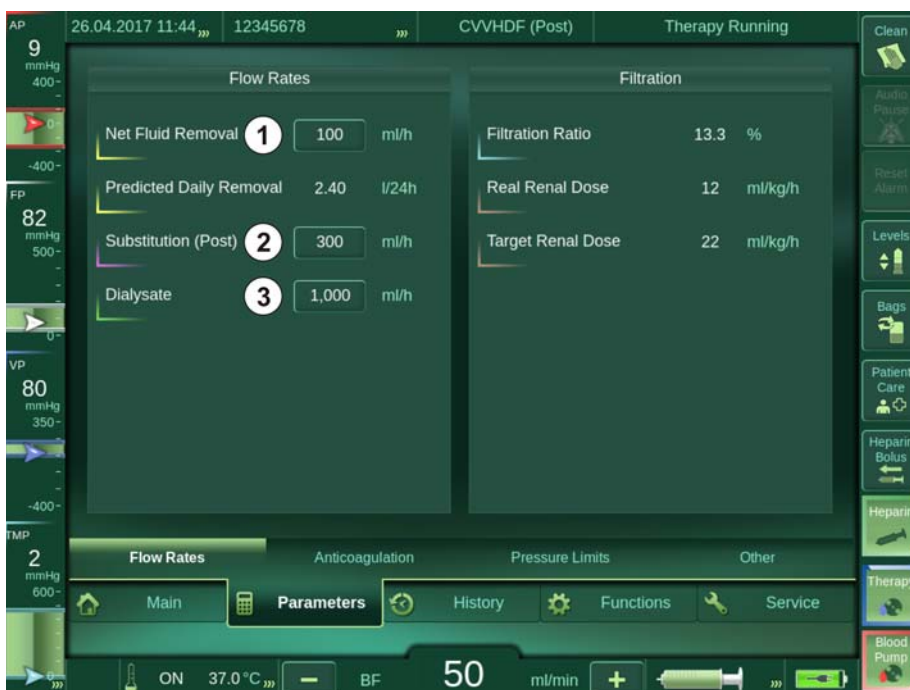 26.04.2017 11:44 12345678 CVVHDF (Post) Therapy Running
AP
9
mmHg
400
0
-400
FP
82
mmHg
500
0
VP
80
mmHg
350
-400
TMP
2
mmHg
600
0
Flow Rates
Net Fluid Removal 1 100 ml/h
Predicted Daily Removal 2.40 l/24h
Substitution (Post) 2 300 ml/h
Dialysate 3 1,000 ml/h
Filtration
Filtration Ratio 13.3 %
Real Renal Dose 12 ml/kg/h
Target Renal Dose 22 ml/kg/h
Clean
Audio
Pause
Reset
Alarm
Levels
Bags
Patient
Care
Heparin
Bolus
Heparin
Therapy
Blood
Pump
Flow Rates Anticoagulation Pressure Limits Other
Main Parameters History Functions Service
ON 37.0 °C BF 50 ml/min